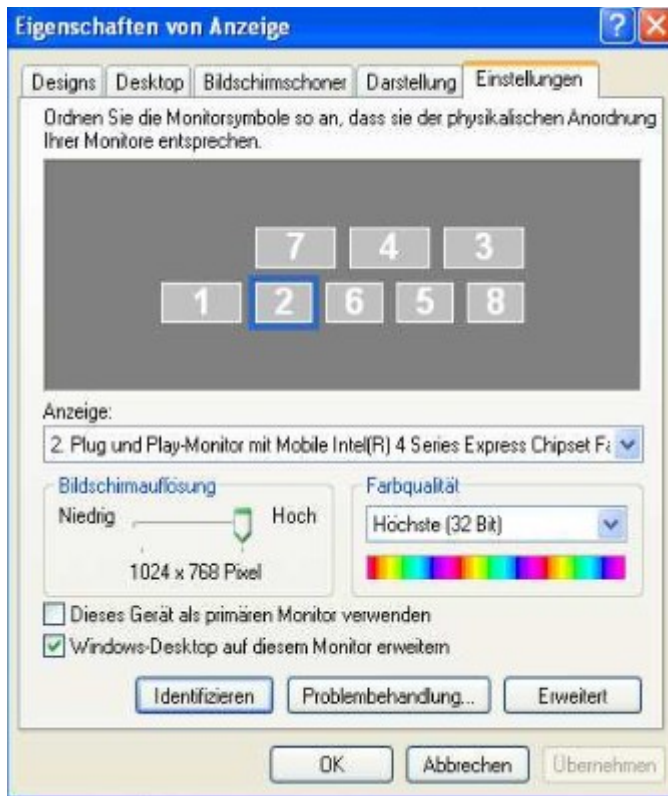 Eigenschaften von Anzeige
Designs Desktop Bildschirmschoner Darstellung Einstellungen
Ordnen Sie die Monitorsymbole so an, dass sie der physikalischen Anordnung
Ihrer Monitore entsprechen.
7 4 3
1 2 6 5 8
Anzeige:
2. Plug und Play-Monitor mit Mobile Intel(R) 4 Series Express Chipset Fa
Bildschirmauflösung Farbqualität
Niedrig Hoch Höchste (32 Bit)
1024 x 768 Pixel
Dieses Gerät als primären Monitor verwenden
Windows-Desktop auf diesem Monitor erweitern
Identifizieren Problembehandlung... Erweitert
OK Abbrechen Übernehmen